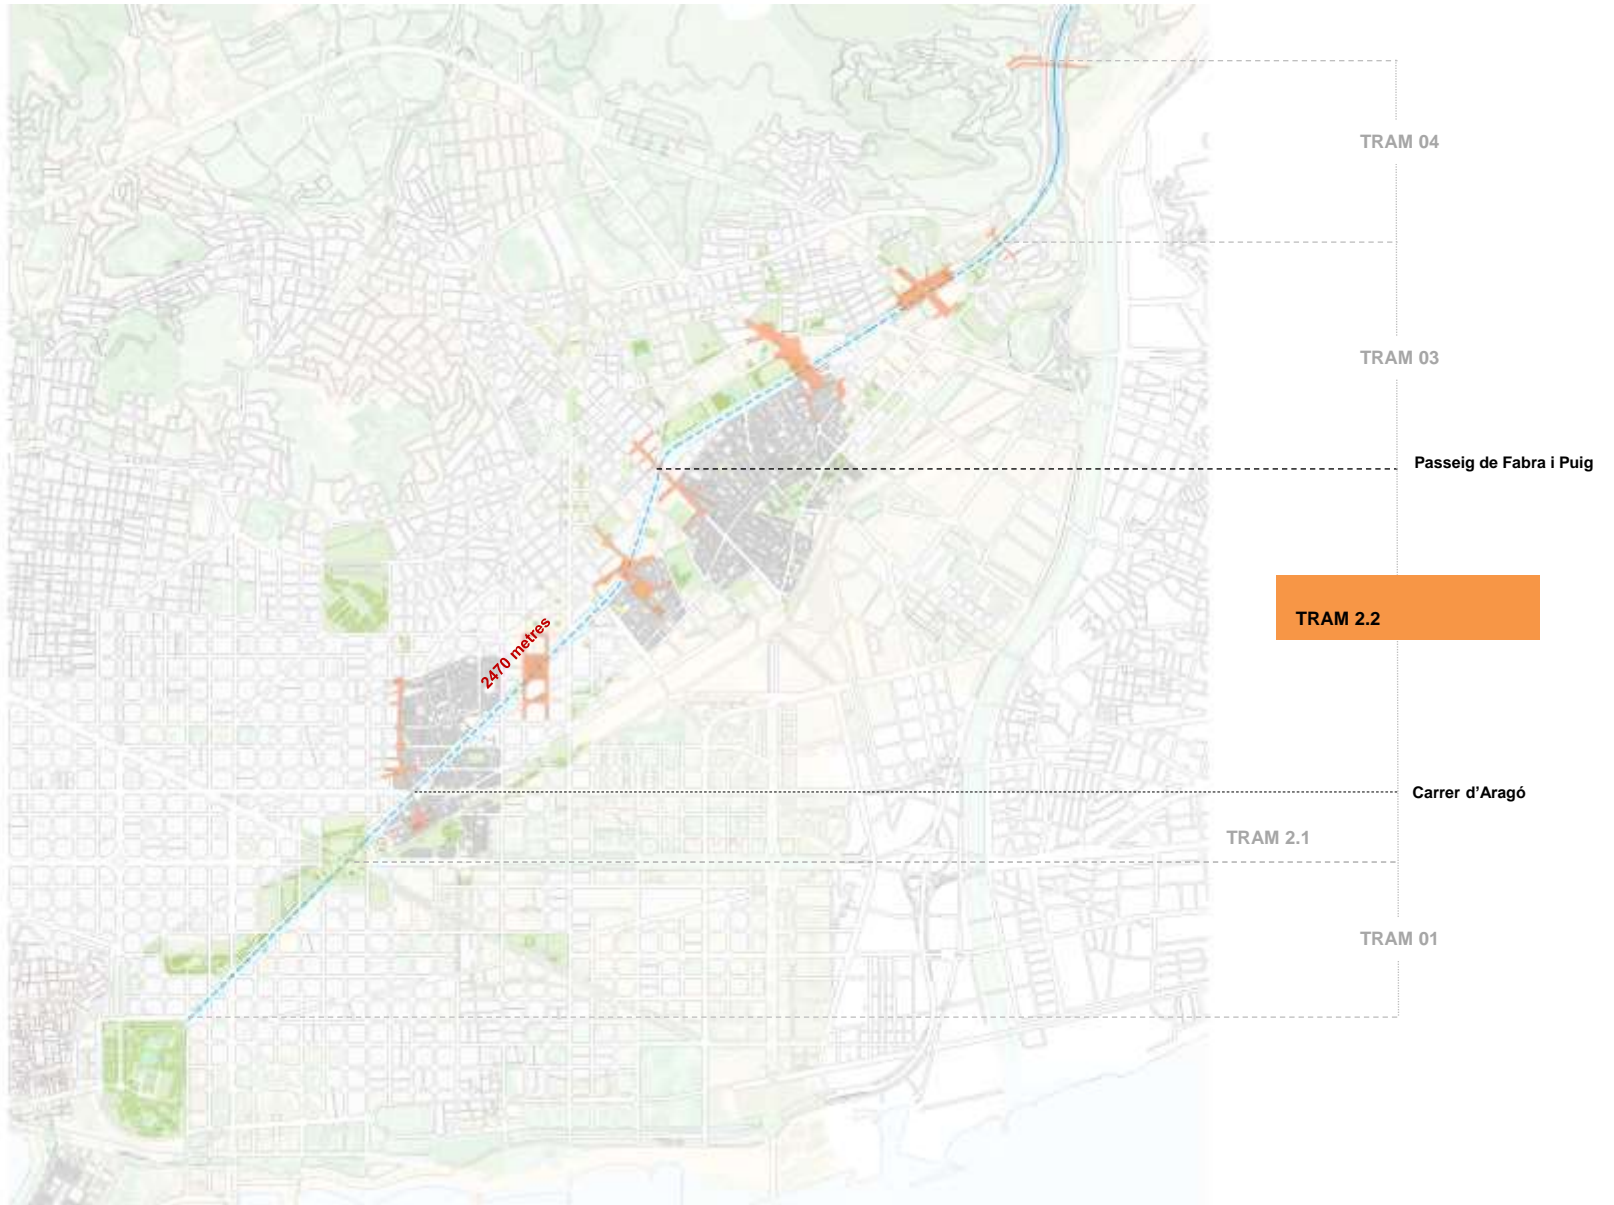 TRAM 04
TRAM 03
Passeig de Fabra i Puig
TRAM 2.2
2470 metres
Carrer d’Aragó
TRAM 2.1
TRAM 01